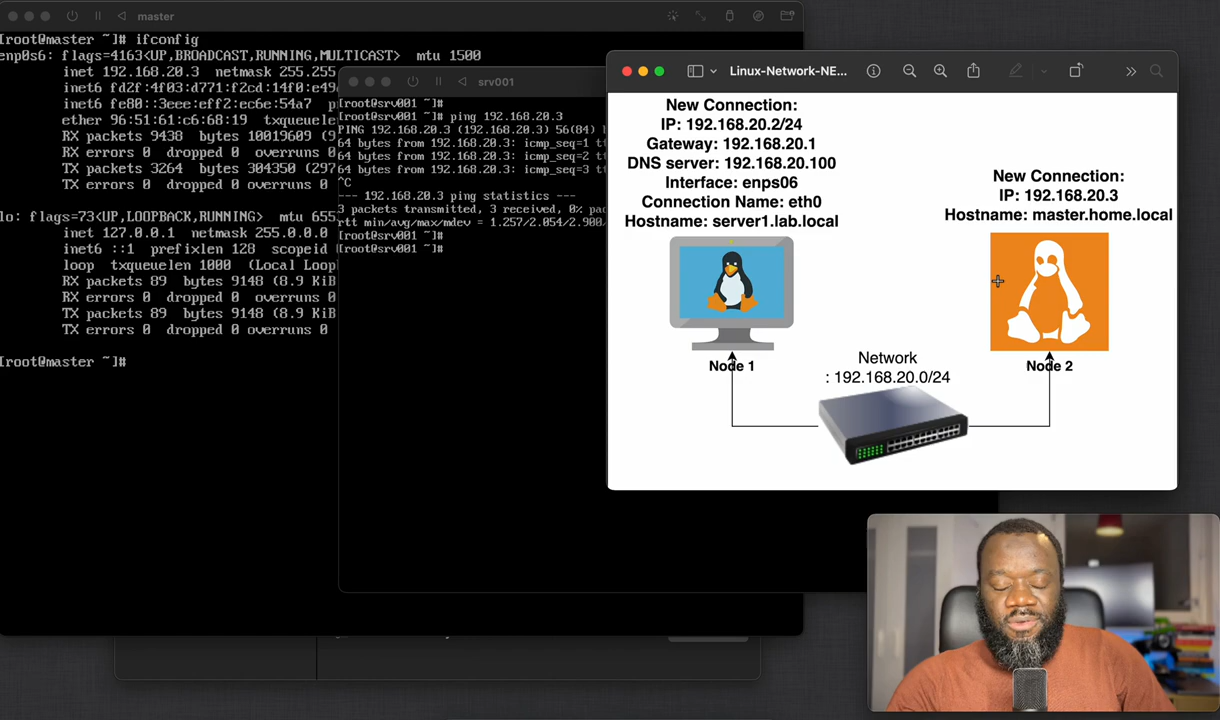 master
[root@master ~]# ifconfig
enp0s6: flags=4163<UP,BROADCAST,RUNNING,MULTICAST>  mtu 1500
inet 192.168.20.3  netmask 255.255
inet6 fd2f:4f03:d771:f2cd:14f0:e49
inet6 fe80::3eee:eff2:ec6e:54a7  p
ether 96:51:61:c6:68:19  txqueuelen
RX packets 9438  bytes 10019609 (9
RX errors 0  dropped 0  overruns 0
TX packets 3264  bytes 304350 (297
TX errors 0  dropped 0  overruns 0
lo: flags=73<UP,LOOPBACK,RUNNING>  mtu 655
inet 127.0.0.1  netmask 255.0.0.0
inet6 ::1  prefixlen 128  scopeid
loop  txqueuelen 1000  (Local Loop
RX packets 89  bytes 9148 (8.9 KiB
RX errors 0  dropped 0  overruns 0
TX packets 89  bytes 9148 (8.9 KiB
TX errors 0  dropped 0  overruns 0
[root@master ~]#
srv001
[root@srv001 ~]#
[root@srv001 ~]# ping 192.168.20.3
PING 192.168.20.3 (192.168.20.3) 56(84)
64 bytes from 192.168.20.3: icmp_seq=1
64 bytes from 192.168.20.3: icmp_seq=2
64 bytes from 192.168.20.3: icmp_seq=3
^C
--- 192.168.20.3 ping statistics ---
3 packets transmitted, 3 received, 0% pac
rtt min/avg/max/mdev = 1.257/2.054/2.900/
[root@srv001 ~]#
[root@srv001 ~]#
Linux-Network-NE...
New Connection:
IP: 192.168.20.2/24
Gateway: 192.168.20.1
DNS server: 192.168.20.100
Interface: enps06
Connection Name: eth0
Hostname: server1.lab.local
Node 1
New Connection:
IP: 192.168.20.3
Hostname: master.home.local
Node 2
Network
: 192.168.20.0/24